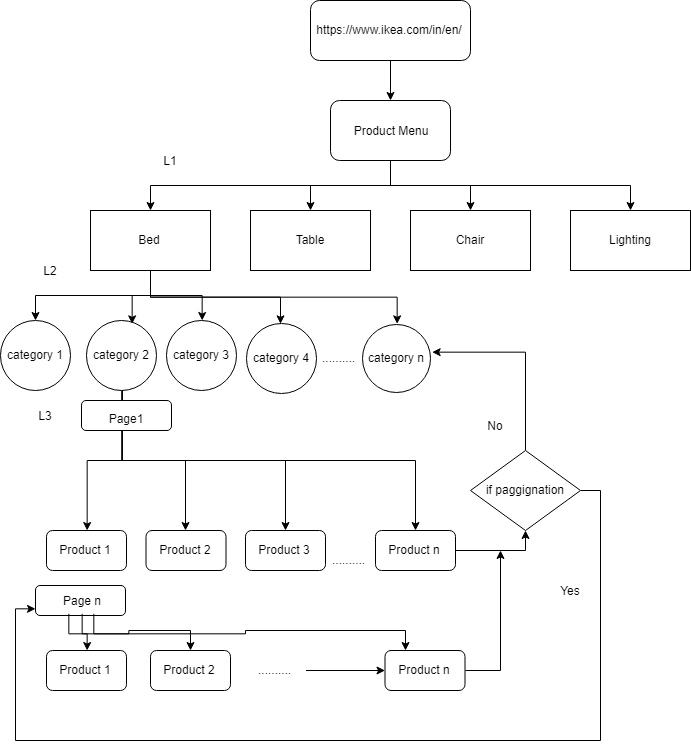 https://www.ikea.com/in/en/
Product Menu
L1
Bed
Table
Chair
Lighting
L2
category 1
category 2
category 3
category 4
..........
category n
L3
Page1
No
if paggignation
Product 1
Product 2
Product 3
..........
Product n
Yes
Page n
Product 1
Product 2
..........
Product n